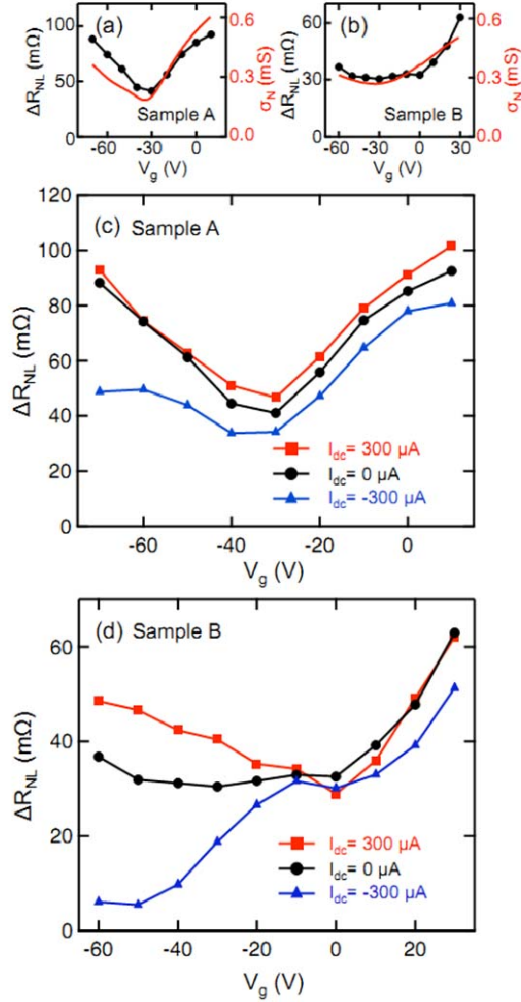 (a)
ΔR_NL (mΩ)
100
50
0
0.6
0.3
0.0
σ_N (mS)
Sample A
-60
-30
0
V_g (V)
(b)
ΔR_NL (mΩ)
60
30
0
0.6
0.3
0.0
σ_N (mS)
Sample B
-60
-30
0
30
V_g (V)
(c) Sample A
ΔR_NL (mΩ)
120
100
80
60
40
20
0
I_dc= 300 μA
I_dc= 0 μA
I_dc= -300 μA
-60
-40
-20
0
V_g (V)
(d) Sample B
ΔR_NL (mΩ)
60
40
20
0
I_dc= 300 μA
I_dc= 0 μA
I_dc= -300 μA
-60
-40
-20
0
20
V_g (V)